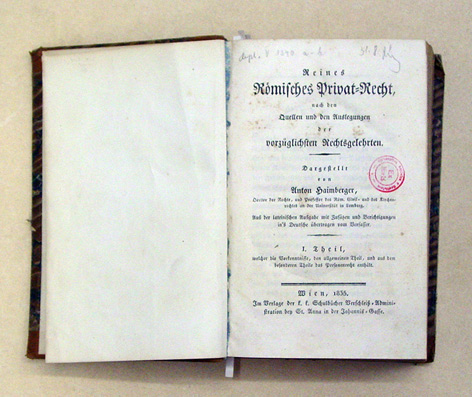 Reines
Römisches Privat-Recht,
nach den
Quellen und den Auslegungen
der
vorzüglichsten Rechtsgelehrten.
Dargestellt
von
Anton Haimberger,
Doctor der Rechte, und Professor des Röm. Civil- und des Kirchen-
rechtes an der Universität in Lemberg.
Aus der lateinischen Ausgabe mit Zusätzen und Berichtigungen
in's Deutsche übertragen vom Verfasser.
I. Theil,
welcher die Vorkenntnisse, den allgemeinen Theil, und aus dem
besonderen Theile das Personenrecht enthält.
Wien, 1835.
Im Verlage der k. k. Schulbücher Verschleiß-Admini-
stration bey St. Anna in der Johannis-Gasse.